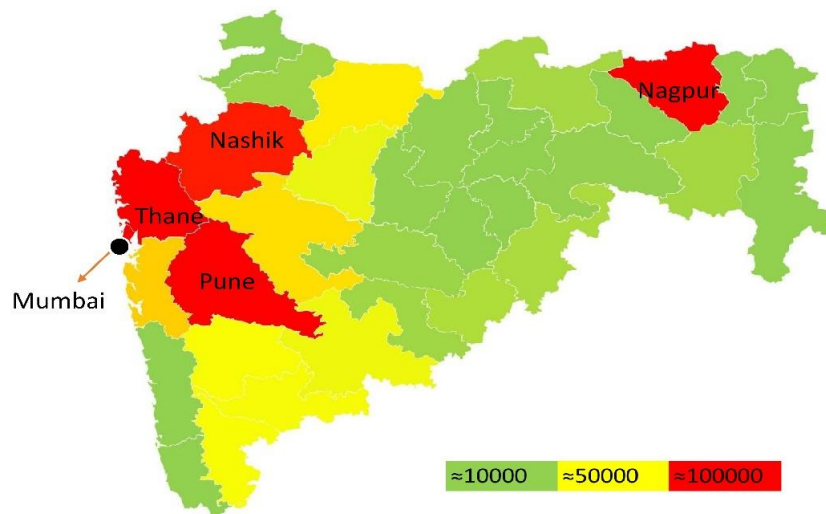 Nagpur
Nashik
Thane
Pune
Mumbai
≈10000 ≈50000 ≈100000